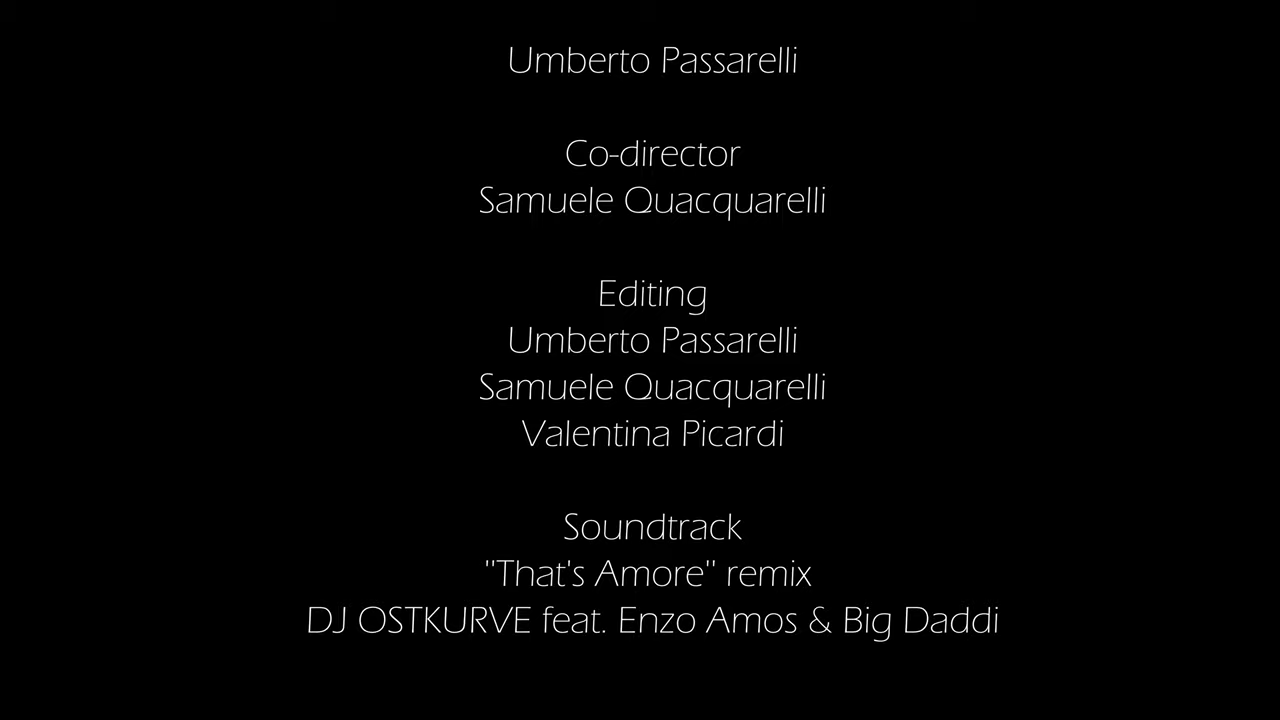 Umberto Passarelli
Co-director
Samuele Quacquarelli
Editing
Umberto Passarelli
Samuele Quacquarelli
Valentina Picardi
Soundtrack
"That's Amore" remix
DJ OSTKURVE feat. Enzo Amos & Big Daddi